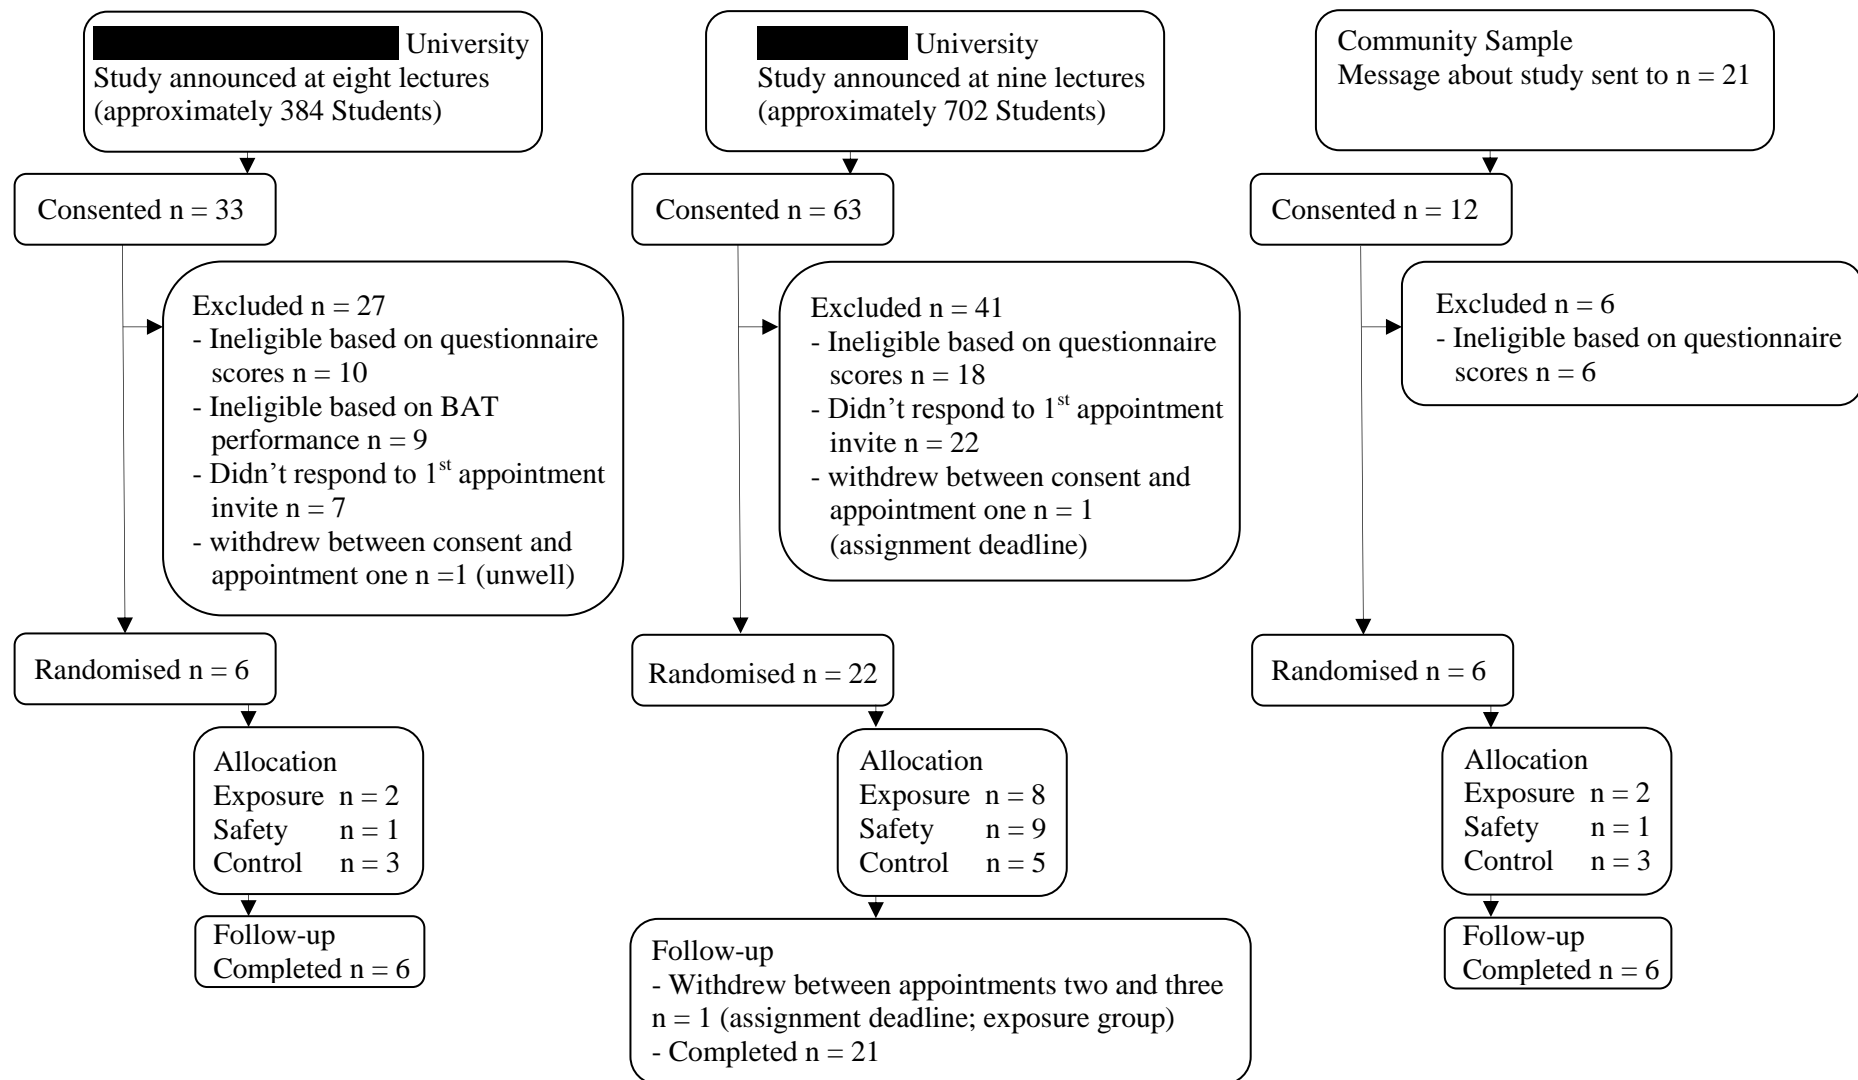 University
Study announced at eight lectures
(approximately 384 Students)
Consented n = 33
Excluded n = 27
- Ineligible based on questionnaire
scores n = 10
- Ineligible based on BAT
performance n = 9
- Didn’t respond to 1st appointment
invite n = 7
- withdrew between consent and
appointment one n =1 (unwell)
Randomised n = 6
Allocation
Exposure n = 2
Safety n = 1
Control n = 3
Follow-up
Completed n = 6
University
Study announced at nine lectures
(approximately 702 Students)
Consented n = 63
Excluded n = 41
- Ineligible based on questionnaire
scores n = 18
- Didn’t respond to 1st appointment
invite n = 22
- withdrew between consent and
appointment one n = 1
(assignment deadline)
Randomised n = 22
Allocation
Exposure n = 8
Safety n = 9
Control n = 5
Follow-up
- Withdrew between appointments two and three
n = 1 (assignment deadline; exposure group)
- Completed n = 21
Community Sample
Message about study sent to n = 21
Consented n = 12
Excluded n = 6
- Ineligible based on questionnaire
scores n = 6
Randomised n = 6
Allocation
Exposure n = 2
Safety n = 1
Control n = 3
Follow-up
Completed n = 6